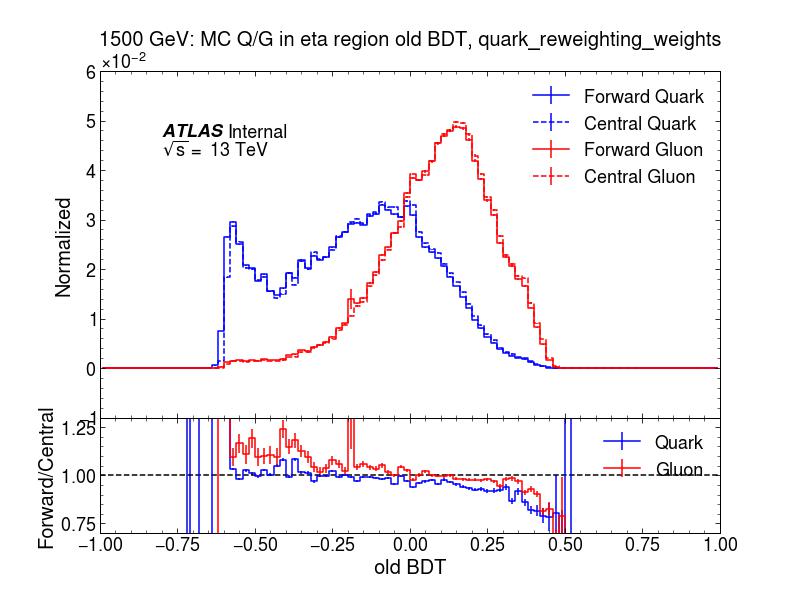 1500 GeV: MC Q/G in eta region old BDT, quark_reweighting_weights
×10⁻²
6
5
4
3
2
1
0
−1
Normalized
ATLAS Internal
√s = 13 TeV
Forward Quark
Central Quark
Forward Gluon
Central Gluon
Forward/Central
1.25
1.00
0.75
Quark
Gluon
−1.00 −0.75 −0.50 −0.25 0.00 0.25 0.50 0.75 1.00
old BDT